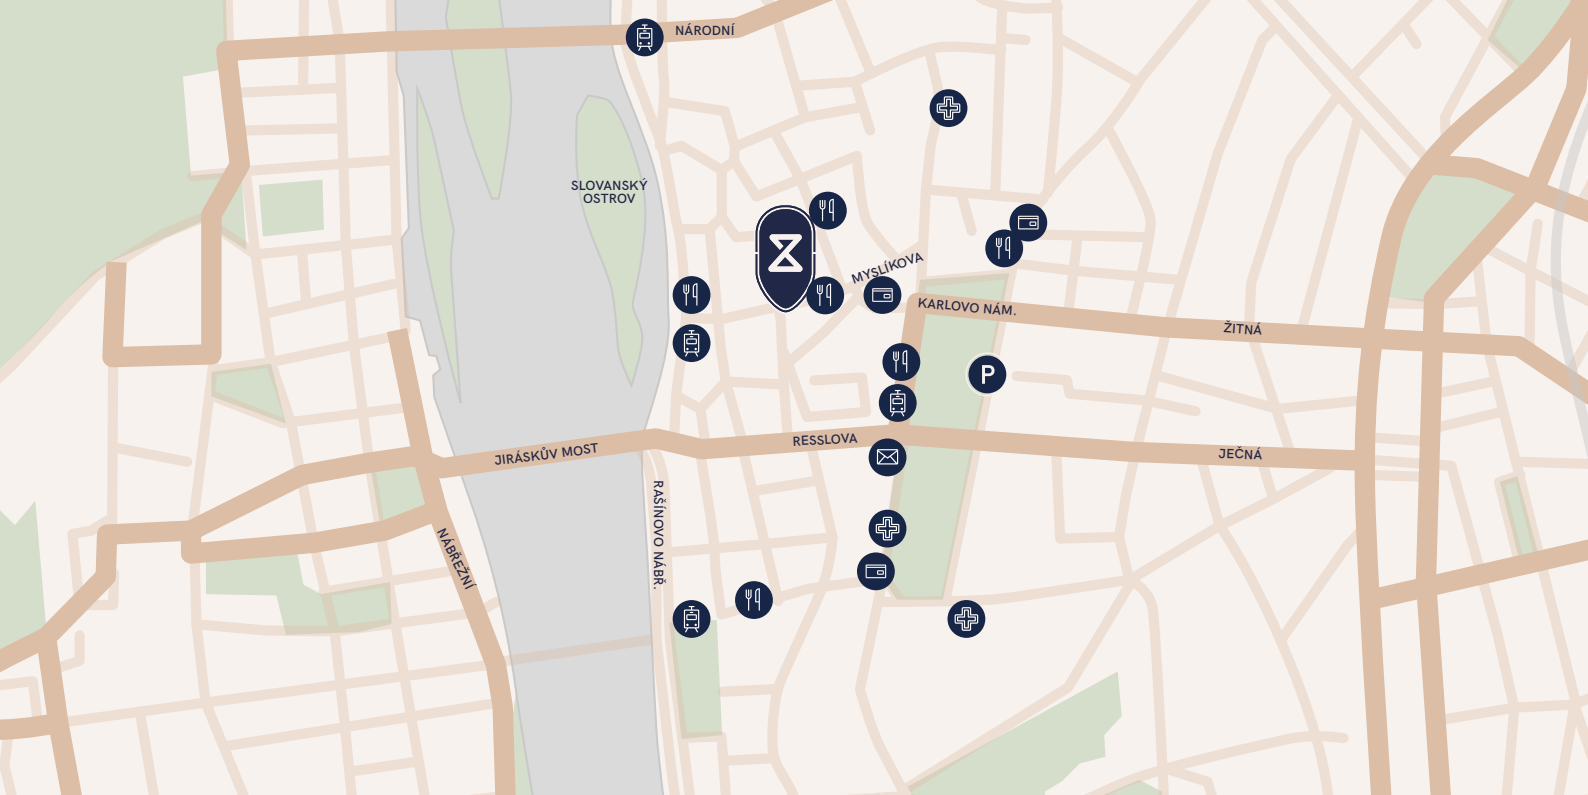 NÁRODNÍ
SLOVANSKÝ
OSTROV
MYSLÍKOVA
KARLOVO NÁM.
ŽITNÁ
P
RESSLOVA
JIRÁSKŮV MOST
JEČNÁ
RAŠÍNOVO NÁBŘ.
NÁBŘEŽNÍ